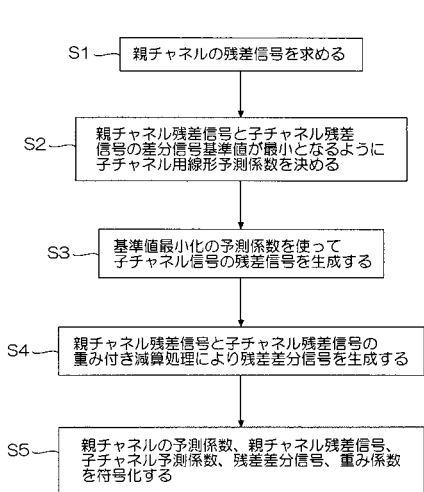 S1
親チャネルの残差信号を求める
S2
親チャネル残差信号と子チャネル残差
信号の差分信号基準値が最小となるように
子チャネル用線形予測係数を決める
S3
基準値最小化の予測係数を使って
子チャネル信号の残差信号を生成する
S4
親チャネル残差信号と子チャネル残差信号の
重み付き減算処理により残差差分信号を生成する
S5
親チャネルの予測係数、親チャネル残差信号、
子チャネル予測係数、残差差分信号、重み係数
を符号化する